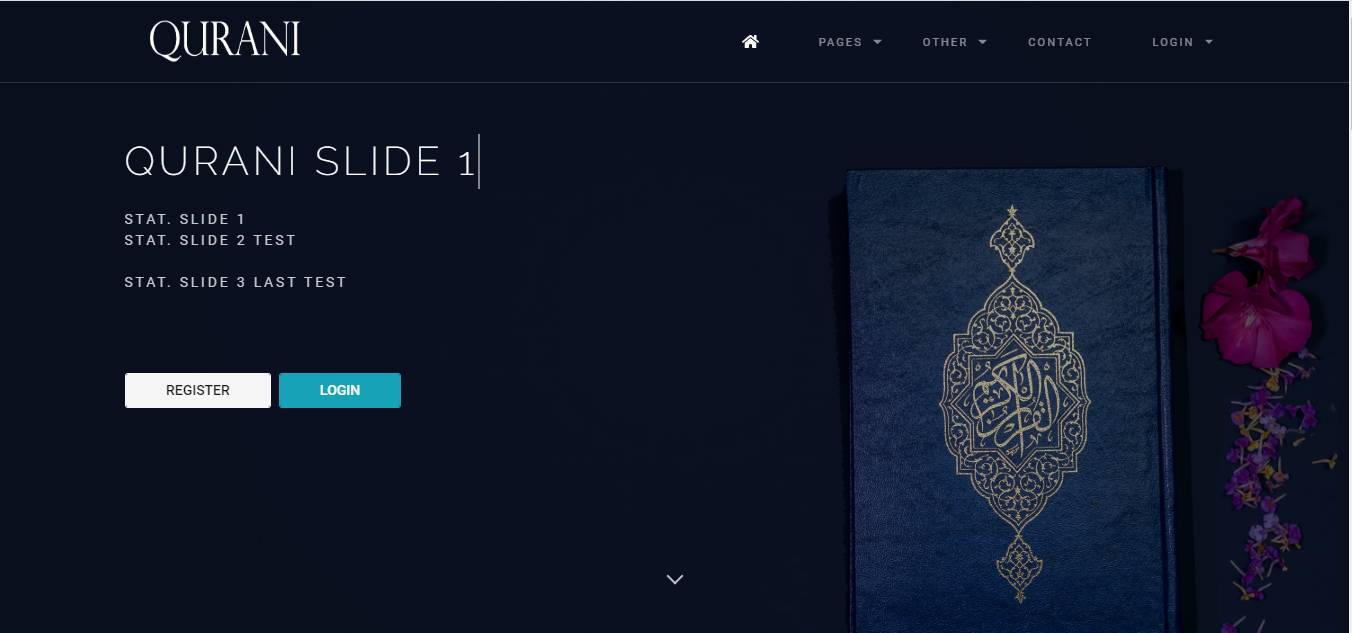 QURANI
PAGES
OTHER
CONTACT
LOGIN
QURANI SLIDE 1
STAT. SLIDE 1
STAT. SLIDE 2 TEST
STAT. SLIDE 3 LAST TEST
REGISTER
LOGIN
القرآن الكريم